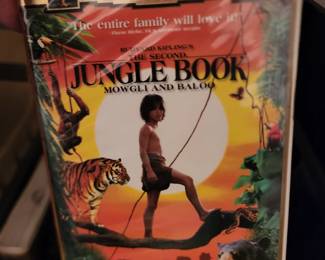 The entire family will love it!
RUDYARD KIPLING'S
THE SECOND
JUNGLE BOOK
MOWGLI AND BALOO